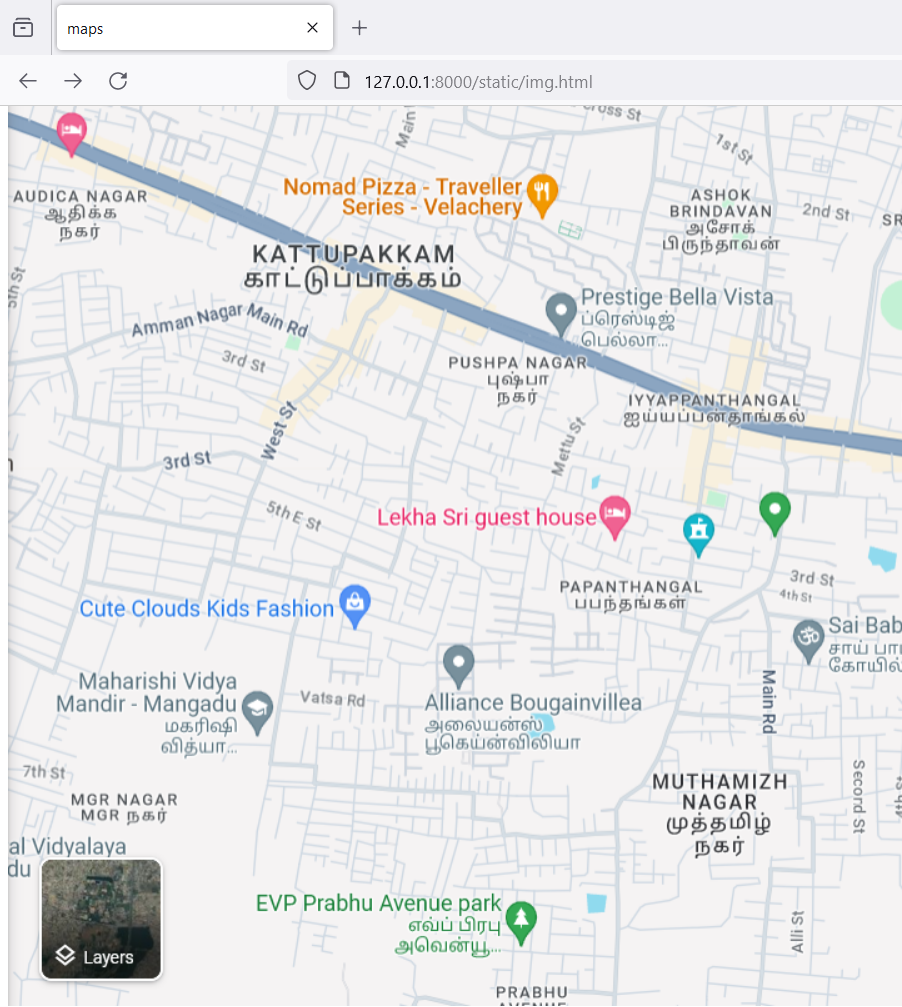 maps
127.0.0.1:8000/static/img.html
Cross St
Main
1st St
Nomad Pizza - Traveller
Series - Velachery
AUDICA NAGAR
ஆதிக்க
நகர்
ASHOK
BRINDAVAN
அசோக்
பிருந்தாவன்
2nd St
SR
KATTUPAKKAM
காட்டுப்பாக்கம்
5th St
Prestige Bella Vista
ப்ரெஸ்டிஜ்
பெல்லா...
Amman Nagar Main Rd
3rd St
PUSHPA NAGAR
புஷ்பா
நகர்
IYYAPPANTHANGAL
ஐய்யப்பன்தாங்கல்
West St
Mettu St
3rd St
5th E St
Lekha Sri guest house
PAPANTHANGAL
பபந்தங்கள்
3rd St
4th St
Cute Clouds Kids Fashion
Sai Bab
சாய் பா
கோயில்
Maharishi Vidya
Mandir - Mangadu
மகரிஷி
வித்யா...
Vatsa Rd
Alliance Bougainvillea
அலையன்ஸ்
பூகெய்ன்விலியா
Main Rd
7th St
MGR NAGAR
MGR நகர்
MUTHAMIZH
NAGAR
முத்தமிழ்
நகர்
Second St
al Vidyalaya
du
Layers
EVP Prabhu Avenue park
எவ்ப் பிரபு
அவென்யூ...
Alli St
PRABHU
AVENUE